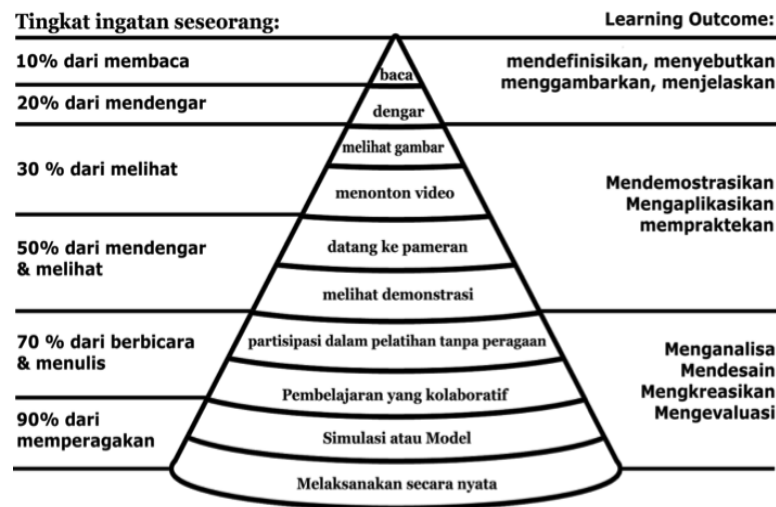 Tingkat ingatan seseorang:
Learning Outcome:
10% dari membaca
baca
mendefinisikan, menyebutkan
menggambarkan, menjelaskan
20% dari mendengar
dengar
30 % dari melihat
melihat gambar
menonton video
Mendemostrasikan
Mengaplikasikan
mempraktekan
50% dari mendengar
& melihat
datang ke pameran
melihat demonstrasi
70 % dari berbicara
& menulis
partisipasi dalam pelatihan tanpa peragaan
Pembelajaran yang kolaboratif
Menganalisa
Mendesain
Mengkreasikan
Mengevaluasi
90% dari
memperagakan
Simulasi atau Model
Melaksanakan secara nyata